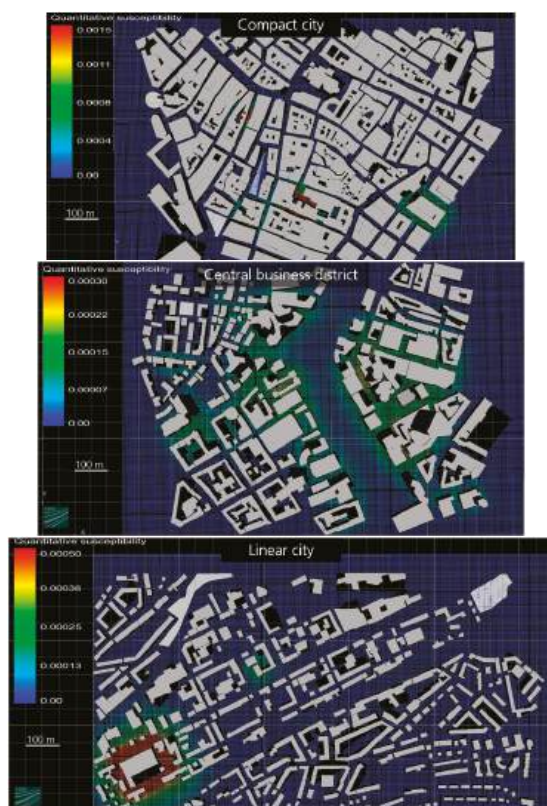 Quantitative susceptibility
Compact city
0.0015
0.0011
0.0008
0.0004
0.00
100 m
Quantitative susceptibility
Central business district
0.00030
0.00022
0.00015
0.00007
0.00
100 m
Quantitative susceptibility
Linear city
0.00050
0.00038
0.00025
0.00013
0.00
100 m